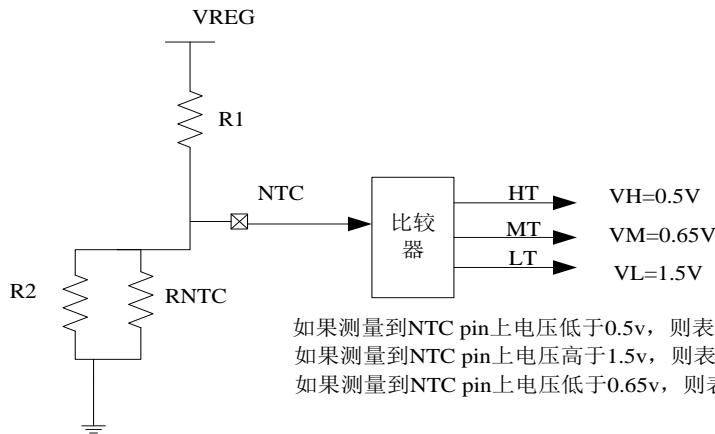 VREG
R1
NTC
HT
VH=0.5V
比较
器
MT
VM=0.65V
LT
VL=1.5V
R2
RNTC
如果测量到NTC pin上电压低于0.5v，则表
如果测量到NTC pin上电压高于1.5v，则表
如果测量到NTC pin上电压低于0.65v，则